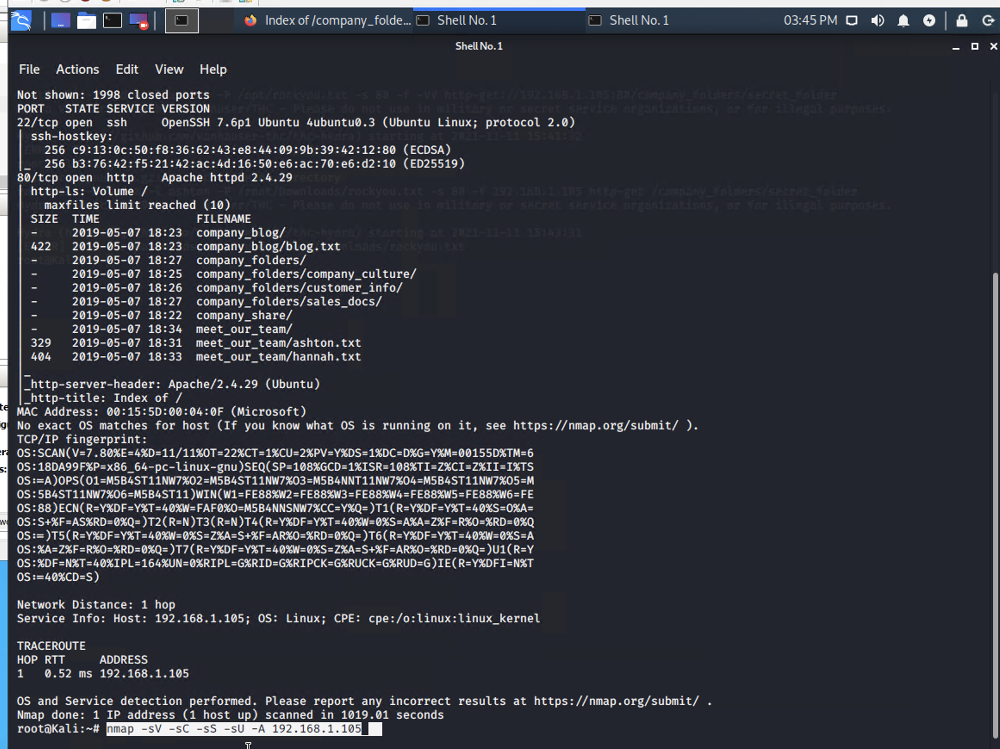 Index of /company_folde...
Shell No. 1
Shell No. 1
03:45 PM
Shell No. 1
File Actions Edit View Help
Not shown: 1998 closed ports
PORT   STATE SERVICE VERSION
22/tcp open  ssh     OpenSSH 7.6p1 Ubuntu 4ubuntu0.3 (Ubuntu Linux; protocol 2.0)
| ssh-hostkey:
|   256 c9:13:0c:50:f8:36:62:43:e8:44:09:9b:39:42:12:80 (ECDSA)
|_  256 b3:76:42:f5:21:42:ac:4d:16:50:e6:ac:70:e6:d2:10 (ED25519)
80/tcp open  http    Apache httpd 2.4.29
| http-ls: Volume /
|   maxfiles limit reached (10)
| SIZE  TIME              FILENAME
| -     2019-05-07 18:23  company_blog/
| 422   2019-05-07 18:23  company_blog/blog.txt
| -     2019-05-07 18:27  company_folders/
| -     2019-05-07 18:25  company_folders/company_culture/
| -     2019-05-07 18:26  company_folders/customer_info/
| -     2019-05-07 18:27  company_folders/sales_docs/
| -     2019-05-07 18:22  company_share/
| -     2019-05-07 18:34  meet_our_team/
| 329   2019-05-07 18:31  meet_our_team/ashton.txt
| 404   2019-05-07 18:33  meet_our_team/hannah.txt
|_
|_http-server-header: Apache/2.4.29 (Ubuntu)
|_http-title: Index of /
MAC Address: 00:15:5D:00:04:0F (Microsoft)
No exact OS matches for host (If you know what OS is running on it, see https://nmap.org/submit/ ).
TCP/IP fingerprint:
OS:SCAN(V=7.80%E=4%D=11/11%OT=22%CT=1%CU=2%PV=Y%DS=1%DC=D%G=Y%M=00155D%TM=6
OS:18DA99F%P=x86_64-pc-linux-gnu)SEQ(SP=108%GCD=1%ISR=108%TI=Z%CI=Z%II=I%TS
OS:=A)OPS(O1=M5B4ST11NW7%O2=M5B4ST11NW7%O3=M5B4NNT11NW7%O4=M5B4ST11NW7%O5=M
OS:5B4ST11NW7%O6=M5B4ST11)WIN(W1=FE88%W2=FE88%W3=FE88%W4=FE88%W5=FE88%W6=FE
OS:88)ECN(R=Y%DF=Y%T=40%W=FAF0%O=M5B4NNSNW7%CC=Y%Q=)T1(R=Y%DF=Y%T=40%S=O%A=
OS:S+%F=AS%RD=0%Q=)T2(R=N)T3(R=N)T4(R=Y%DF=Y%T=40%W=0%S=A%A=Z%F=R%O=%RD=0%Q
OS:=)T5(R=Y%DF=Y%T=40%W=0%S=Z%A=S+%F=AR%O=%RD=0%Q=)T6(R=Y%DF=Y%T=40%W=0%S=A
OS:%A=Z%F=R%O=%RD=0%Q=)T7(R=Y%DF=Y%T=40%W=0%S=Z%A=S+%F=AR%O=%RD=0%Q=)U1(R=Y
OS:%DF=N%T=40%IPL=164%UN=0%RIPL=G%RID=G%RIPCK=G%RUCK=G%RUD=G)IE(R=Y%DFI=N%T
OS:=40%CD=S)
Network Distance: 1 hop
Service Info: Host: 192.168.1.105; OS: Linux; CPE: cpe:/o:linux:linux_kernel
TRACEROUTE
HOP RTT     ADDRESS
1   0.52 ms 192.168.1.105
OS and Service detection performed. Please report any incorrect results at https://nmap.org/submit/ .
Nmap done: 1 IP address (1 host up) scanned in 1019.01 seconds
root@Kali:~# nmap -sV -sC -sS -sU -A 192.168.1.105